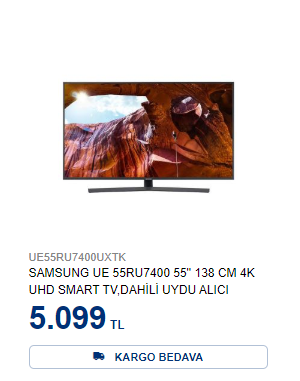 UE55RU7400UXTK
SAMSUNG UE 55RU7400 55" 138 CM 4K
UHD SMART TV,DAHİLİ UYDU ALICI
5.099 TL
KARGO BEDAVA